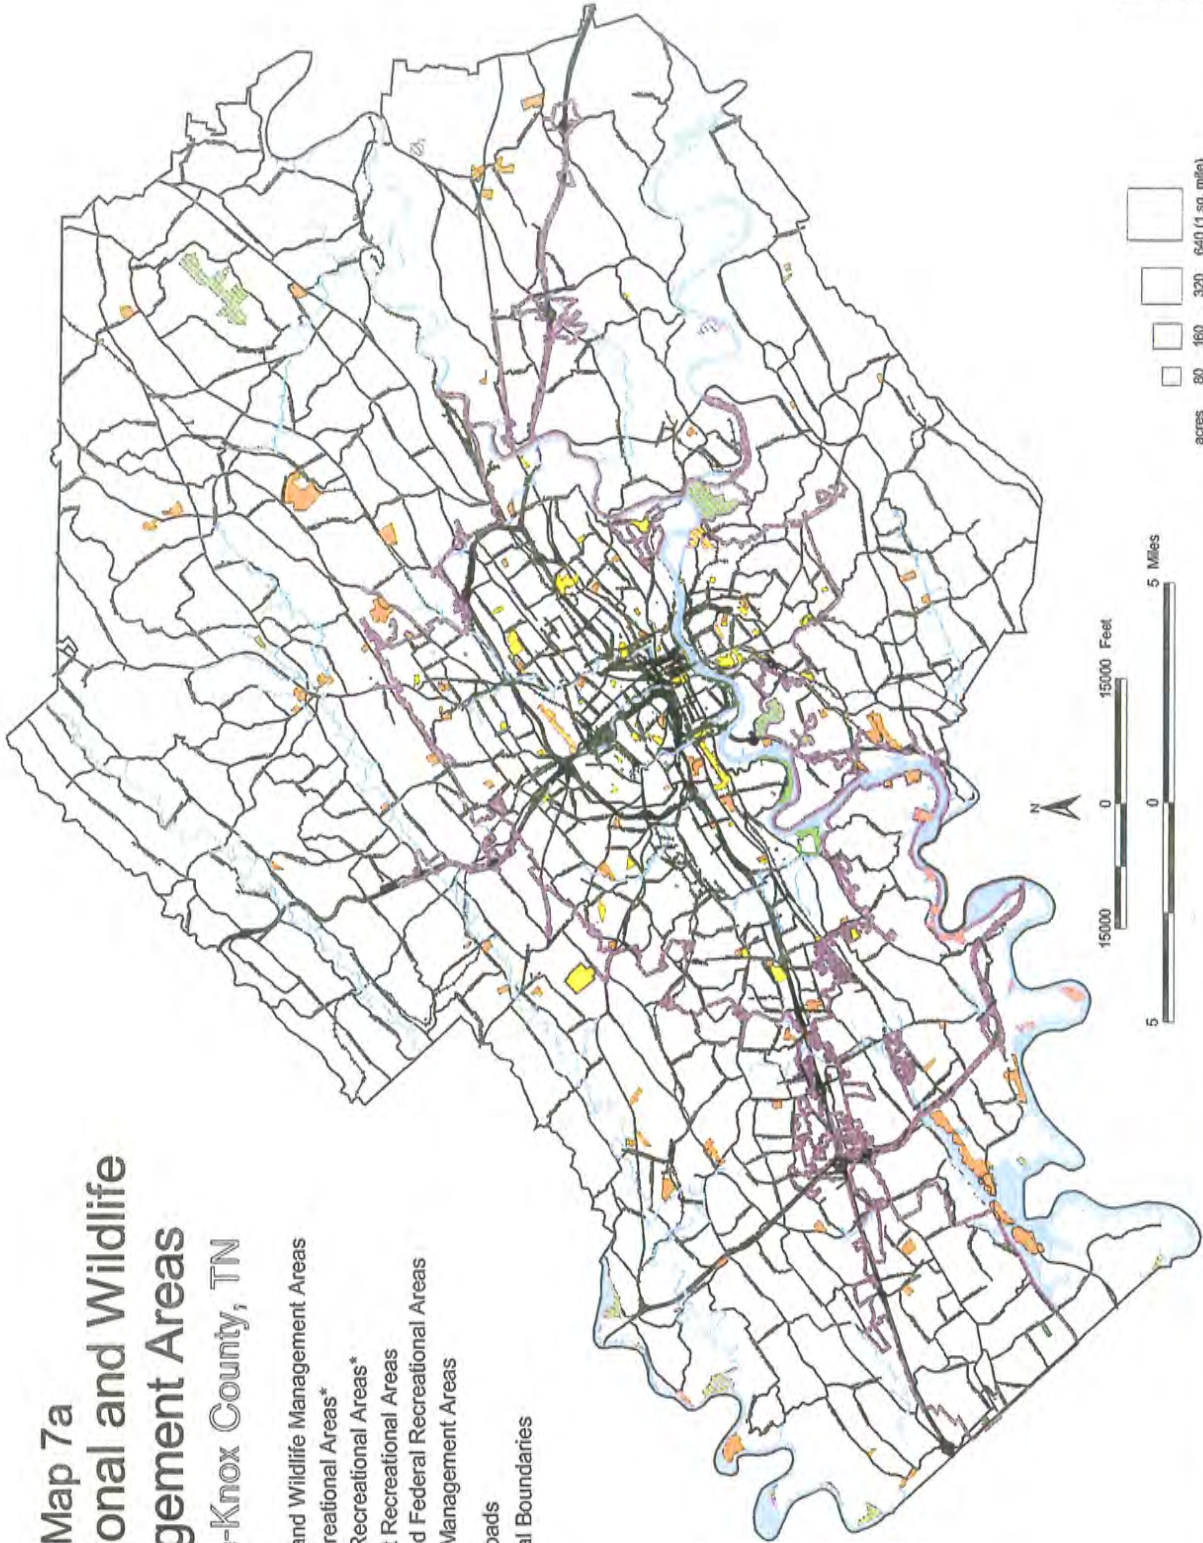 Map 7a
onal and Wildlife
gement Areas
-Knox County, TN
and Wildlife Management Areas
reational Areas*
Recreational Areas*
t Recreational Areas
d Federal Recreational Areas
Management Areas
oads
al Boundaries
N
15000 0 15000 Feet
5 0 5 Miles
acres 80 160 320 640 (1 sq. mile)